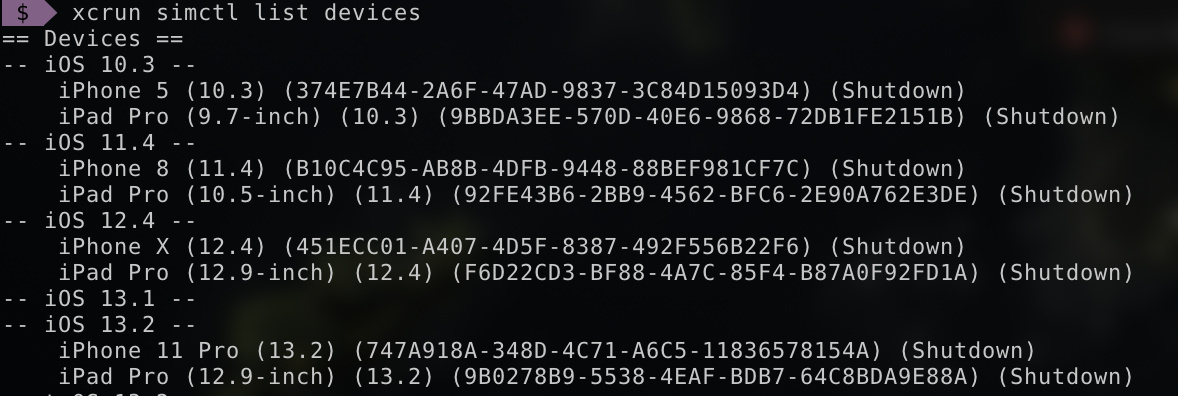 $ xcrun simctl list devices
== Devices ==
-- iOS 10.3 --
iPhone 5 (10.3) (374E7B44-2A6F-47AD-9837-3C84D15093D4) (Shutdown)
iPad Pro (9.7-inch) (10.3) (9BBDA3EE-570D-40E6-9868-72DB1FE2151B) (Shutdown)
-- iOS 11.4 --
iPhone 8 (11.4) (B10C4C95-AB8B-4DFB-9448-88BEF981CF7C) (Shutdown)
iPad Pro (10.5-inch) (11.4) (92FE43B6-2BB9-4562-BFC6-2E90A762E3DE) (Shutdown)
-- iOS 12.4 --
iPhone X (12.4) (451ECC01-A407-4D5F-8387-492F556B22F6) (Shutdown)
iPad Pro (12.9-inch) (12.4) (F6D22CD3-BF88-4A7C-85F4-B87A0F92FD1A) (Shutdown)
-- iOS 13.1 --
-- iOS 13.2 --
iPhone 11 Pro (13.2) (747A918A-348D-4C71-A6C5-11836578154A) (Shutdown)
iPad Pro (12.9-inch) (13.2) (9B0278B9-5538-4EAF-BDB7-64C8BDA9E88A) (Shutdown)